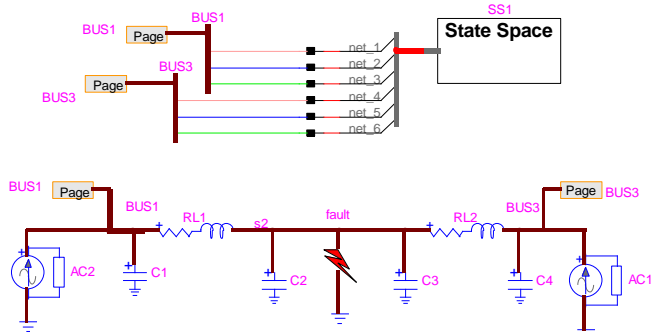 SS1
BUS1
State Space
BUS1
Page
net_1
BUS3
net_2
Page
net_3
BUS3
net_4
net_5
net_6
BUS1
Page
Page
BUS3
BUS1
RL1
s2
fault
RL2
BUS3
+
+
+
+
AC2
C1
C2
C3
C4
AC1